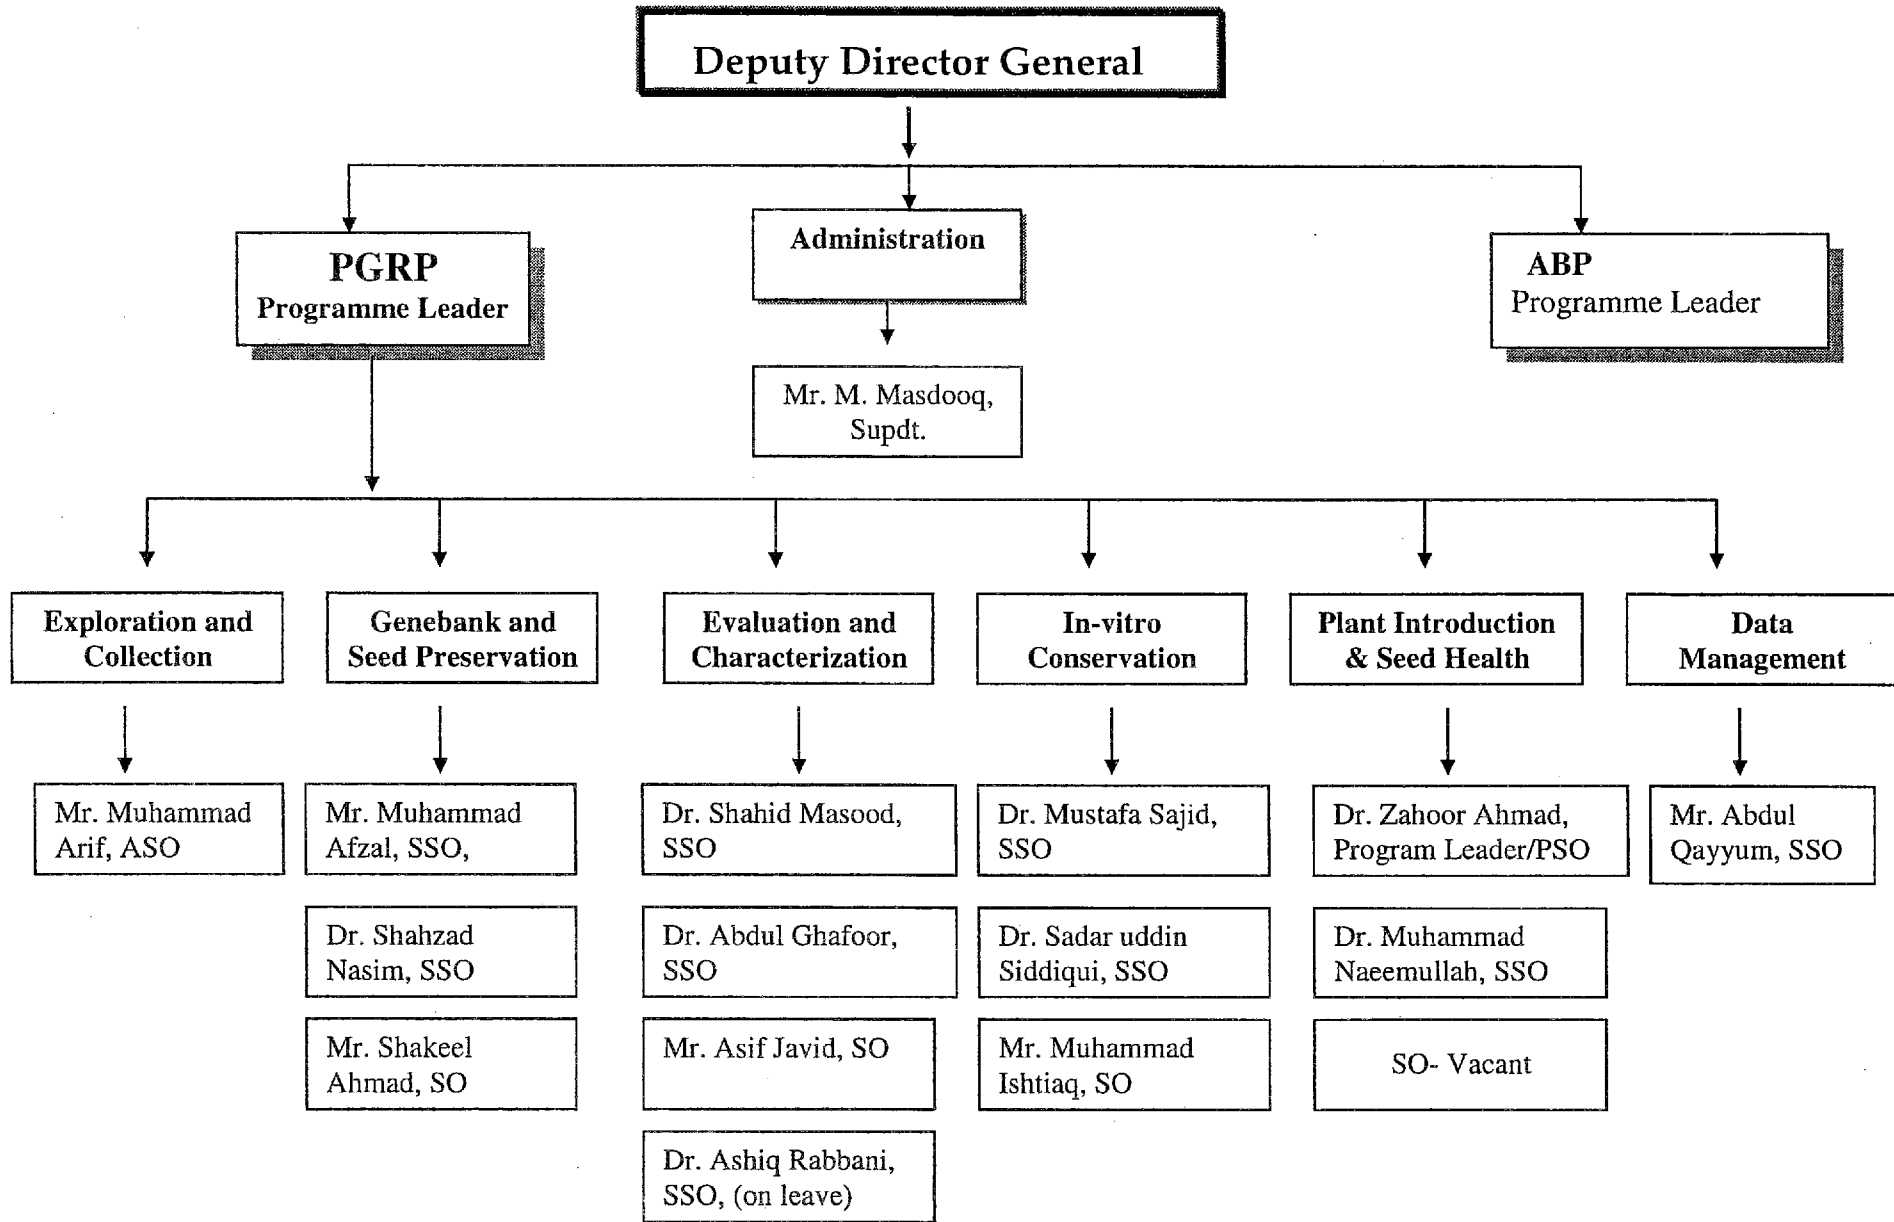 Deputy Director General
PGRP
Programme Leader
Administration
ABP
Programme Leader
Mr. M. Masdooq,
Supdt.
Exploration and
Collection
Genebank and
Seed Preservation
Evaluation and
Characterization
In-vitro
Conservation
Plant Introduction
& Seed Health
Data
Management
Mr. Muhammad
Arif, ASO
Mr. Muhammad
Afzal, SSO,
Dr. Shahid Masood,
SSO
Dr. Mustafa Sajid,
SSO
Dr. Zahoor Ahmad,
Program Leader/PSO
Mr. Abdul
Qayyum, SSO
Dr. Shahzad
Nasim, SSO
Dr. Abdul Ghafoor,
SSO
Dr. Sadar uddin
Siddiqui, SSO
Dr. Muhammad
Naeemullah, SSO
Mr. Shakeel
Ahmad, SO
Mr. Asif Javid, SO
Mr. Muhammad
Ishtiaq, SO
SO- Vacant
Dr. Ashiq Rabbani,
SSO, (on leave)